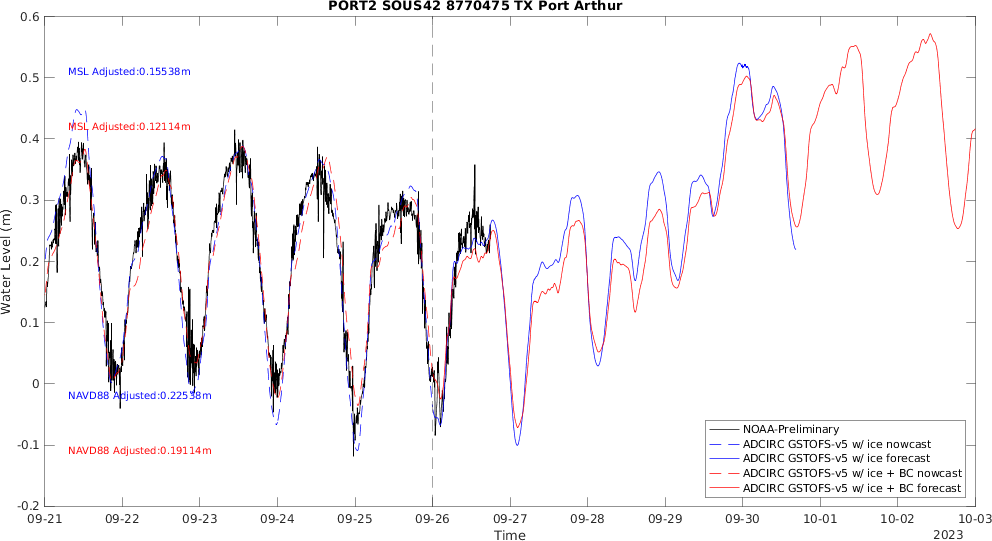 PORT2 SOUS42 8770475 TX Port Arthur
0.6
0.5
0.4
0.3
0.2
0.1
0
-0.1
-0.2
Water Level (m)
MSL Adjusted:0.15538m
MSL Adjusted:0.12114m
NAVD88 Adjusted:0.22538m
NAVD88 Adjusted:0.19114m
NOAA-Preliminary
ADCIRC GSTOFS-v5 w/ ice nowcast
ADCIRC GSTOFS-v5 w/ ice forecast
ADCIRC GSTOFS-v5 w/ ice + BC nowcast
ADCIRC GSTOFS-v5 w/ ice + BC forecast
09-21 09-22 09-23 09-24 09-25 09-26 09-27 09-28 09-29 09-30 10-01 10-02 10-03
Time
2023